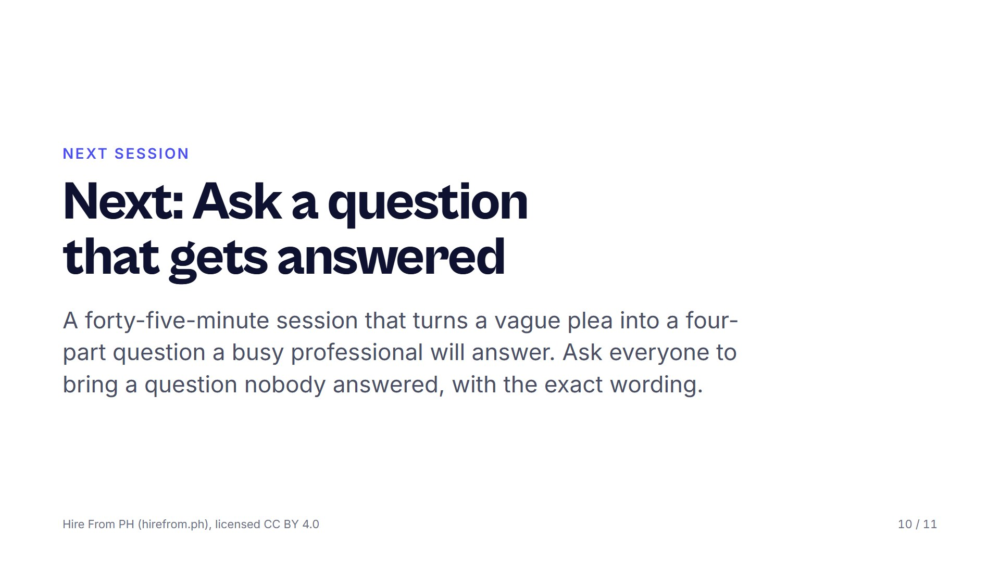 NEXT SESSION
Next: Ask a question
that gets answered
A forty-five-minute session that turns a vague plea into a four-
part question a busy professional will answer. Ask everyone to
bring a question nobody answered, with the exact wording.
Hire From PH (hirefrom.ph), licensed CC BY 4.0
10 / 11